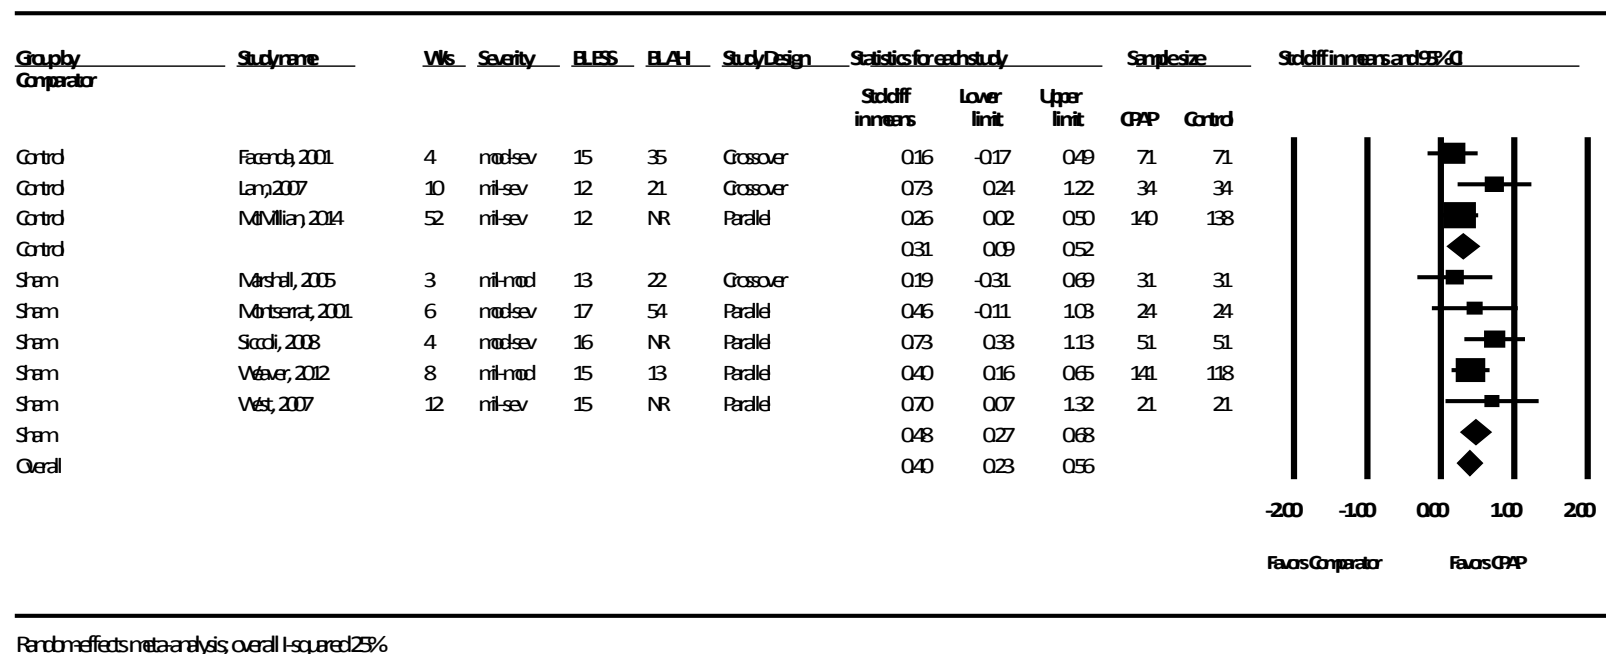 Group by Study name Wks Severity BLESS BLAHI Study Design Statistics for each study Sample size Std diff in means and 95% CI
Comparator
Std diff Lower Upper
in means limit limit CPAP Control
Control Facenda, 2001 4 mod-sev 15 35 Crossover 0.16 -0.17 0.49 71 71
Control Lam, 2007 10 mil-sev 12 21 Crossover 0.73 0.24 1.22 34 34
Control McMillian, 2014 52 mil-sev 12 NR Parallel 0.26 0.02 0.50 140 138
Control 0.31 0.09 0.52
Sham Marshall, 2005 3 mil-mod 13 22 Crossover 0.19 -0.31 0.69 31 31
Sham Montserrat, 2001 6 mod-sev 17 54 Parallel 0.46 -0.11 1.03 24 24
Sham Siccoli, 2008 4 mod-sev 16 NR Parallel 0.73 0.33 1.13 51 51
Sham Weaver, 2012 8 mil-mod 15 13 Parallel 0.40 0.16 0.65 141 118
Sham West, 2007 12 mil-sev 15 NR Parallel 0.70 0.07 1.32 21 21
Sham 0.48 0.27 0.68
Overall 0.40 0.23 0.56
-2.00 -1.00 0.00 1.00 2.00
Favors Comparator Favors CPAP
Random-effects meta-analysis; overall I-squared 25%